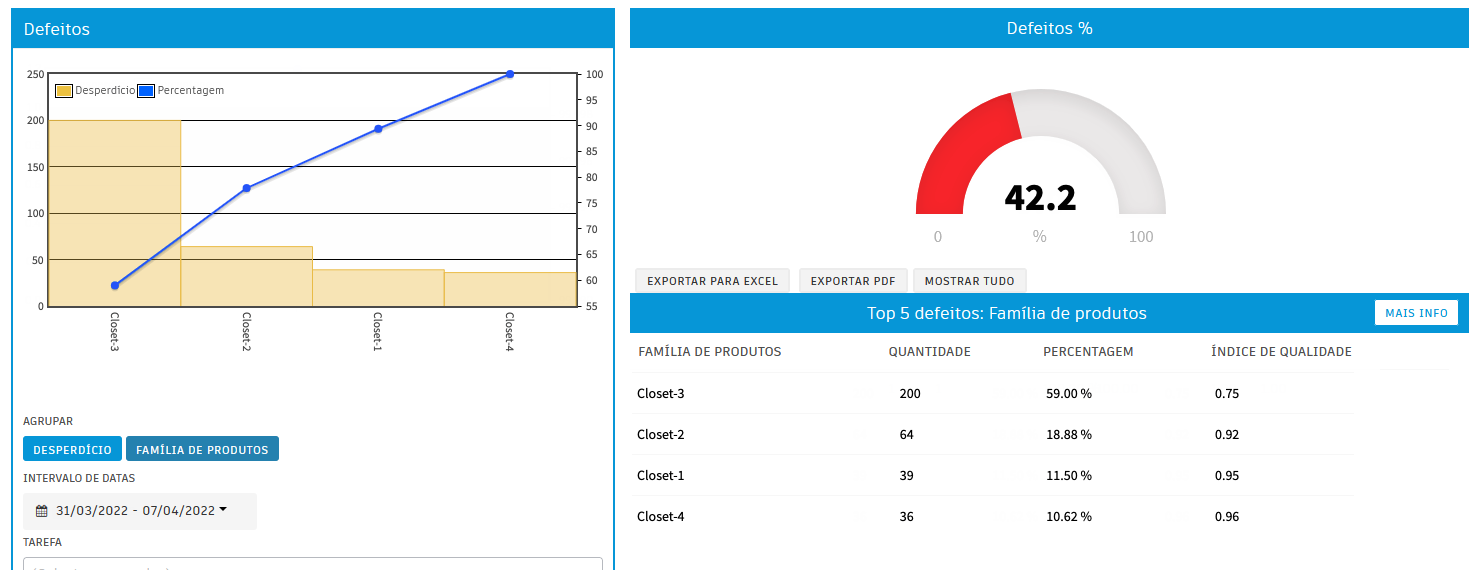 Defeitos
Desperdício Percentagem
250
200
150
100
50
0
100
95
90
85
80
75
70
65
60
55
Closet-3
Closet-2
Closet-1
Closet-4
AGRUPAR
DESPERDÍCIO FAMÍLIA DE PRODUTOS
INTERVALO DE DATAS
31/03/2022 - 07/04/2022
TAREFA
Defeitos %
42.2
0 % 100
EXPORTAR PARA EXCEL EXPORTAR PDF MOSTRAR TUDO
Top 5 defeitos: Família de produtos MAIS INFO
FAMÍLIA DE PRODUTOS QUANTIDADE PERCENTAGEM ÍNDICE DE QUALIDADE
Closet-3 200 59.00 % 0.75
Closet-2 64 18.88 % 0.92
Closet-1 39 11.50 % 0.95
Closet-4 36 10.62 % 0.96